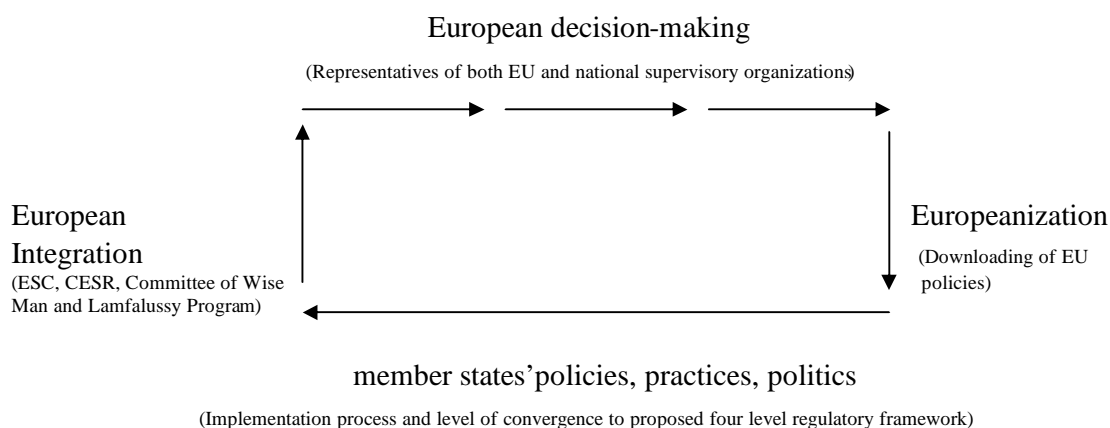 European decision-making
(Representatives of both EU and national supervisory organizations)
European
Integration
(ESC, CESR, Committee of Wise
Man and Lamfalussy Program)
Europeanization
(Downloading of EU
policies)
member states’policies, practices, politics
(Implementation process and level of convergence to proposed four level regulatory framework)